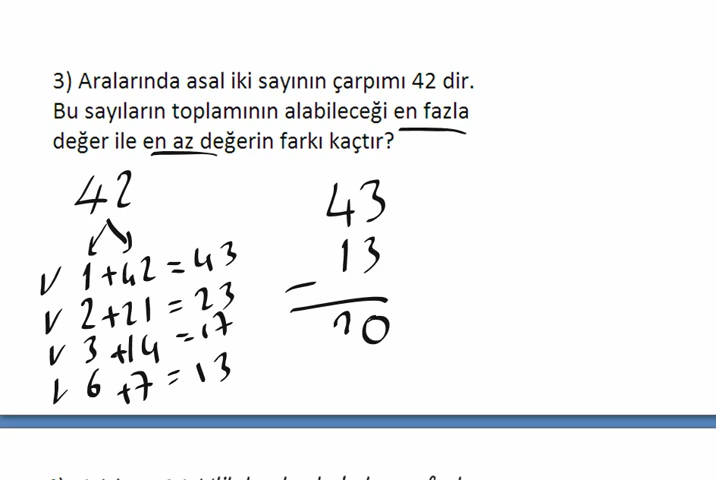 3) Aralarında asal iki sayının çarpımı 42 dir.
Bu sayıların toplamının alabileceği en fazla
değer ile en az değerin farkı kaçtır?
42
1+42=43
2+21=23
3+14=17
6+7=13
43
13
-